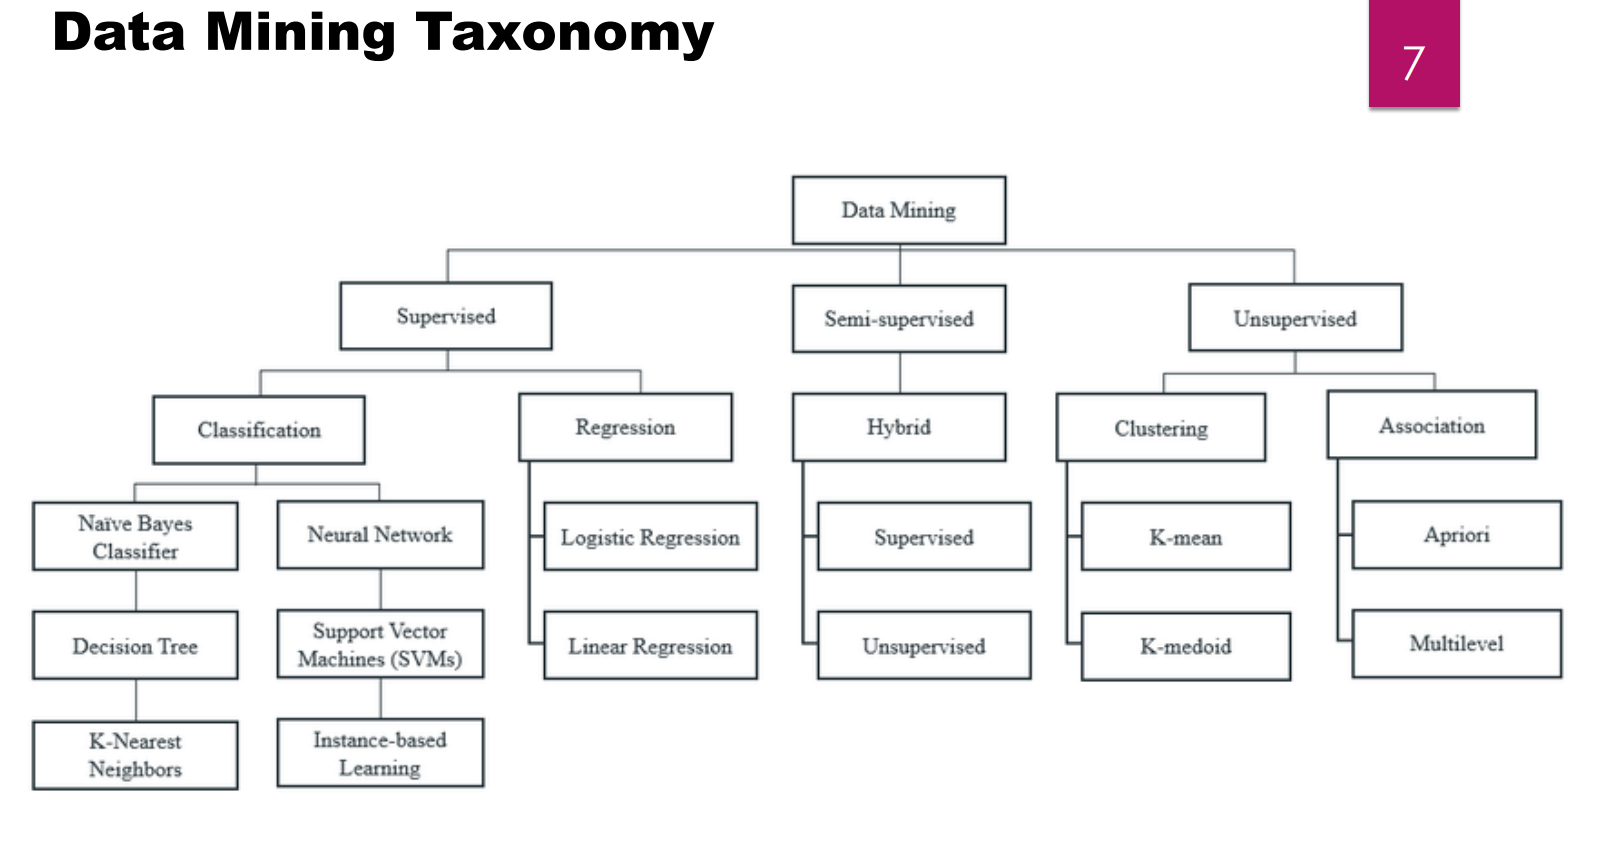 Data Mining Taxonomy
7
Data Mining
Supervised
Semi-supervised
Unsupervised
Classification
Regression
Hybrid
Clustering
Association
Naïve Bayes
Classifier
Neural Network
Logistic Regression
Supervised
K-mean
Apriori
Decision Tree
Support Vector
Machines (SVMs)
Linear Regression
Unsupervised
K-medoid
Multilevel
K-Nearest
Neighbors
Instance-based
Learning